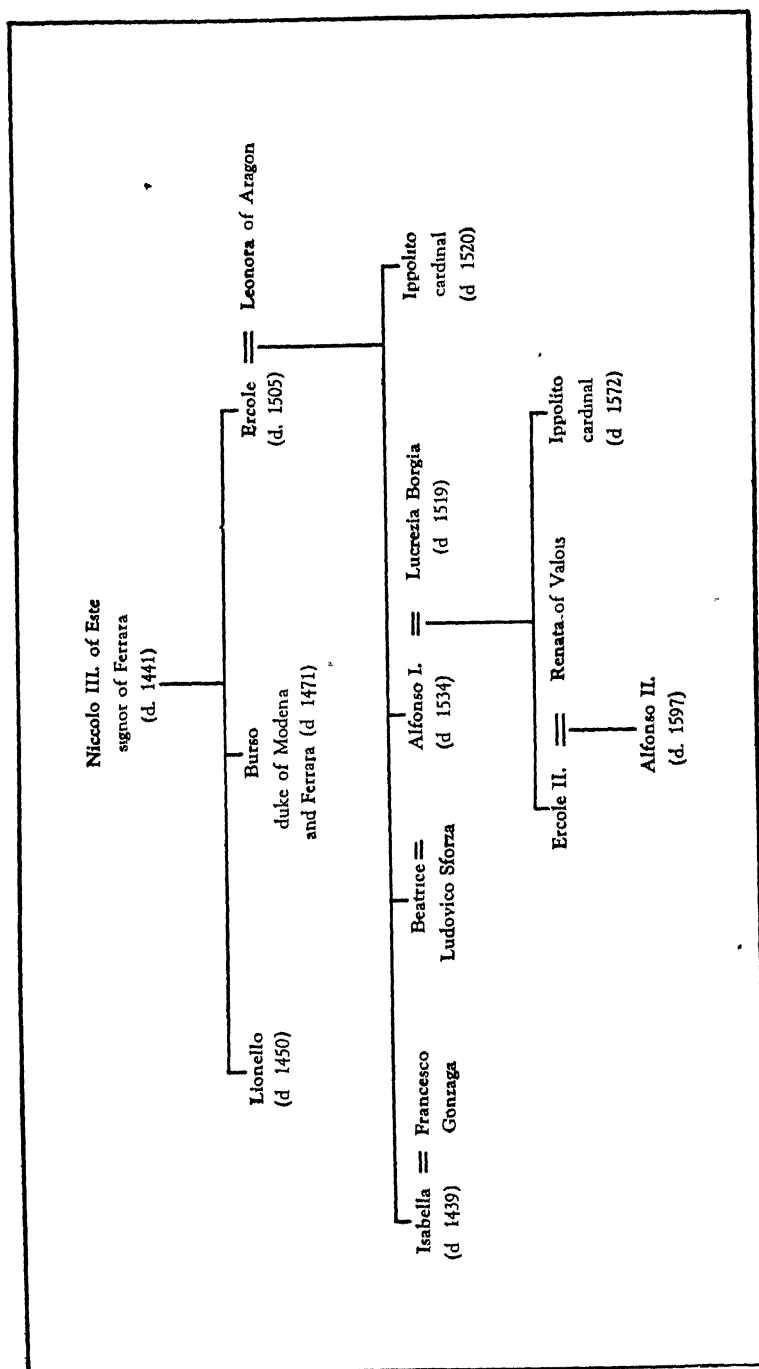 Niccolo III. of Este
signor of Ferrara
(d. 1441)
Lionello
(d 1450)
Burso
duke of Modena
and Ferrara (d 1471)
Ercole = Leonora of Aragon
(d. 1505)
Isabella = Francesco
(d 1439) Gonzaga
Beatrice =
Ludovico Sforza
Alfonso I. = Lucrezia Borgia
(d 1534) (d 1519)
Ippolito
cardinal
(d 1520)
Ercole II. = Renata of Valois
Ippolito
cardinal
(d 1572)
Alfonso II.
(d. 1597)